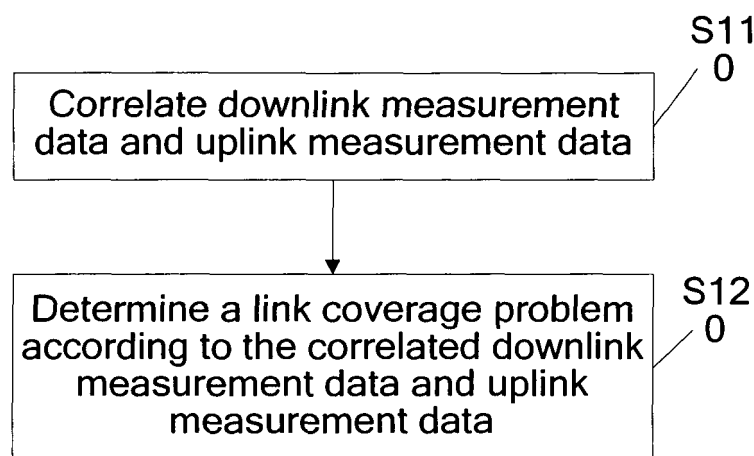 S11
0
Correlate downlink measurement
data and uplink measurement data
S12
0
Determine a link coverage problem
according to the correlated downlink
measurement data and uplink
measurement data